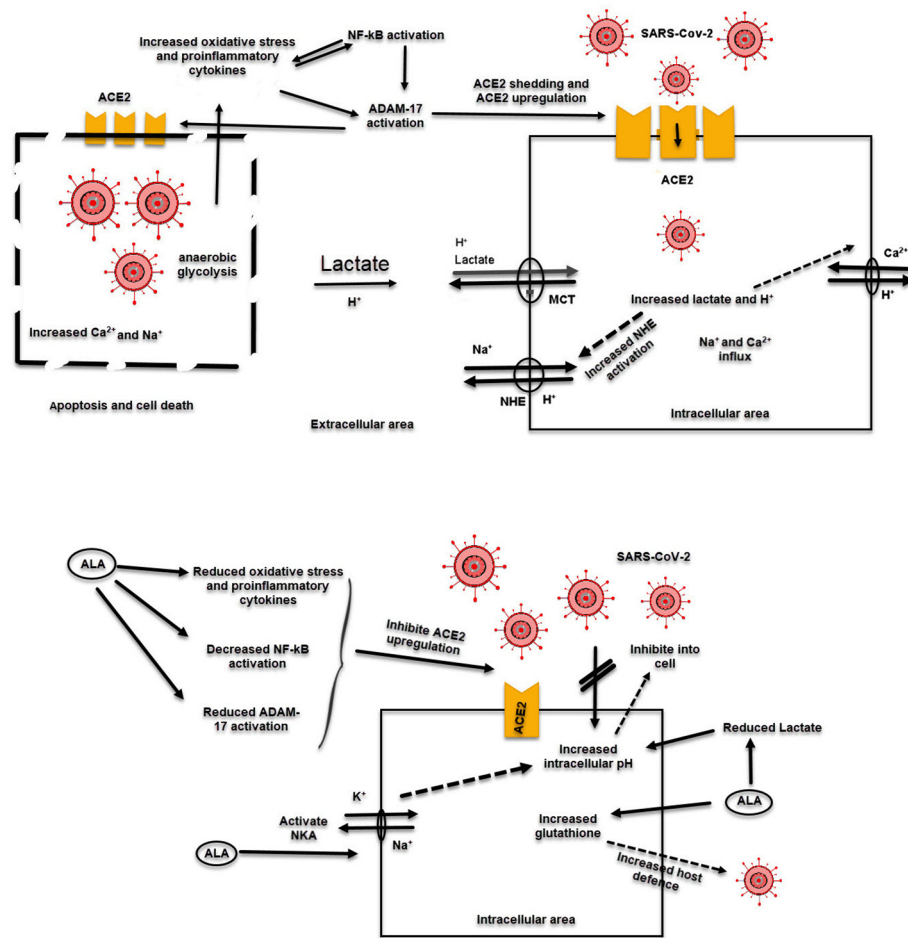 NF-kB activation
Increased oxidative stress
and proinflammatory
cytokines
SARS-Cov-2
ACE2 shedding and
ACE2 upregulation
ACE2
ADAM-17
activation
ACE2
anaerobic
glycolysis
Lactate
H⁺
H⁺
Lactate
MCT
Ca²⁺
H⁺
Increased lactate and H⁺
Increased Ca²⁺ and Na⁺
Na⁺
Increased NHE
activation
Na⁺ and Ca²⁺
influx
NHE
H⁺
Apoptosis and cell death
Extracellular area
Intracellular area
ALA
Reduced oxidative stress
and proinflammatory
cytokines
SARS-CoV-2
Inhibite ACE2
upregulation
Decreased NF-kB
activation
Inhibite into
cell
Reduced ADAM-
17 activation
ACE2
Increased
intracellular pH
Reduced Lactate
K⁺
Activate
NKA
Na⁺
ALA
Increased
glutathione
ALA
Increased host
defence
Intracellular area